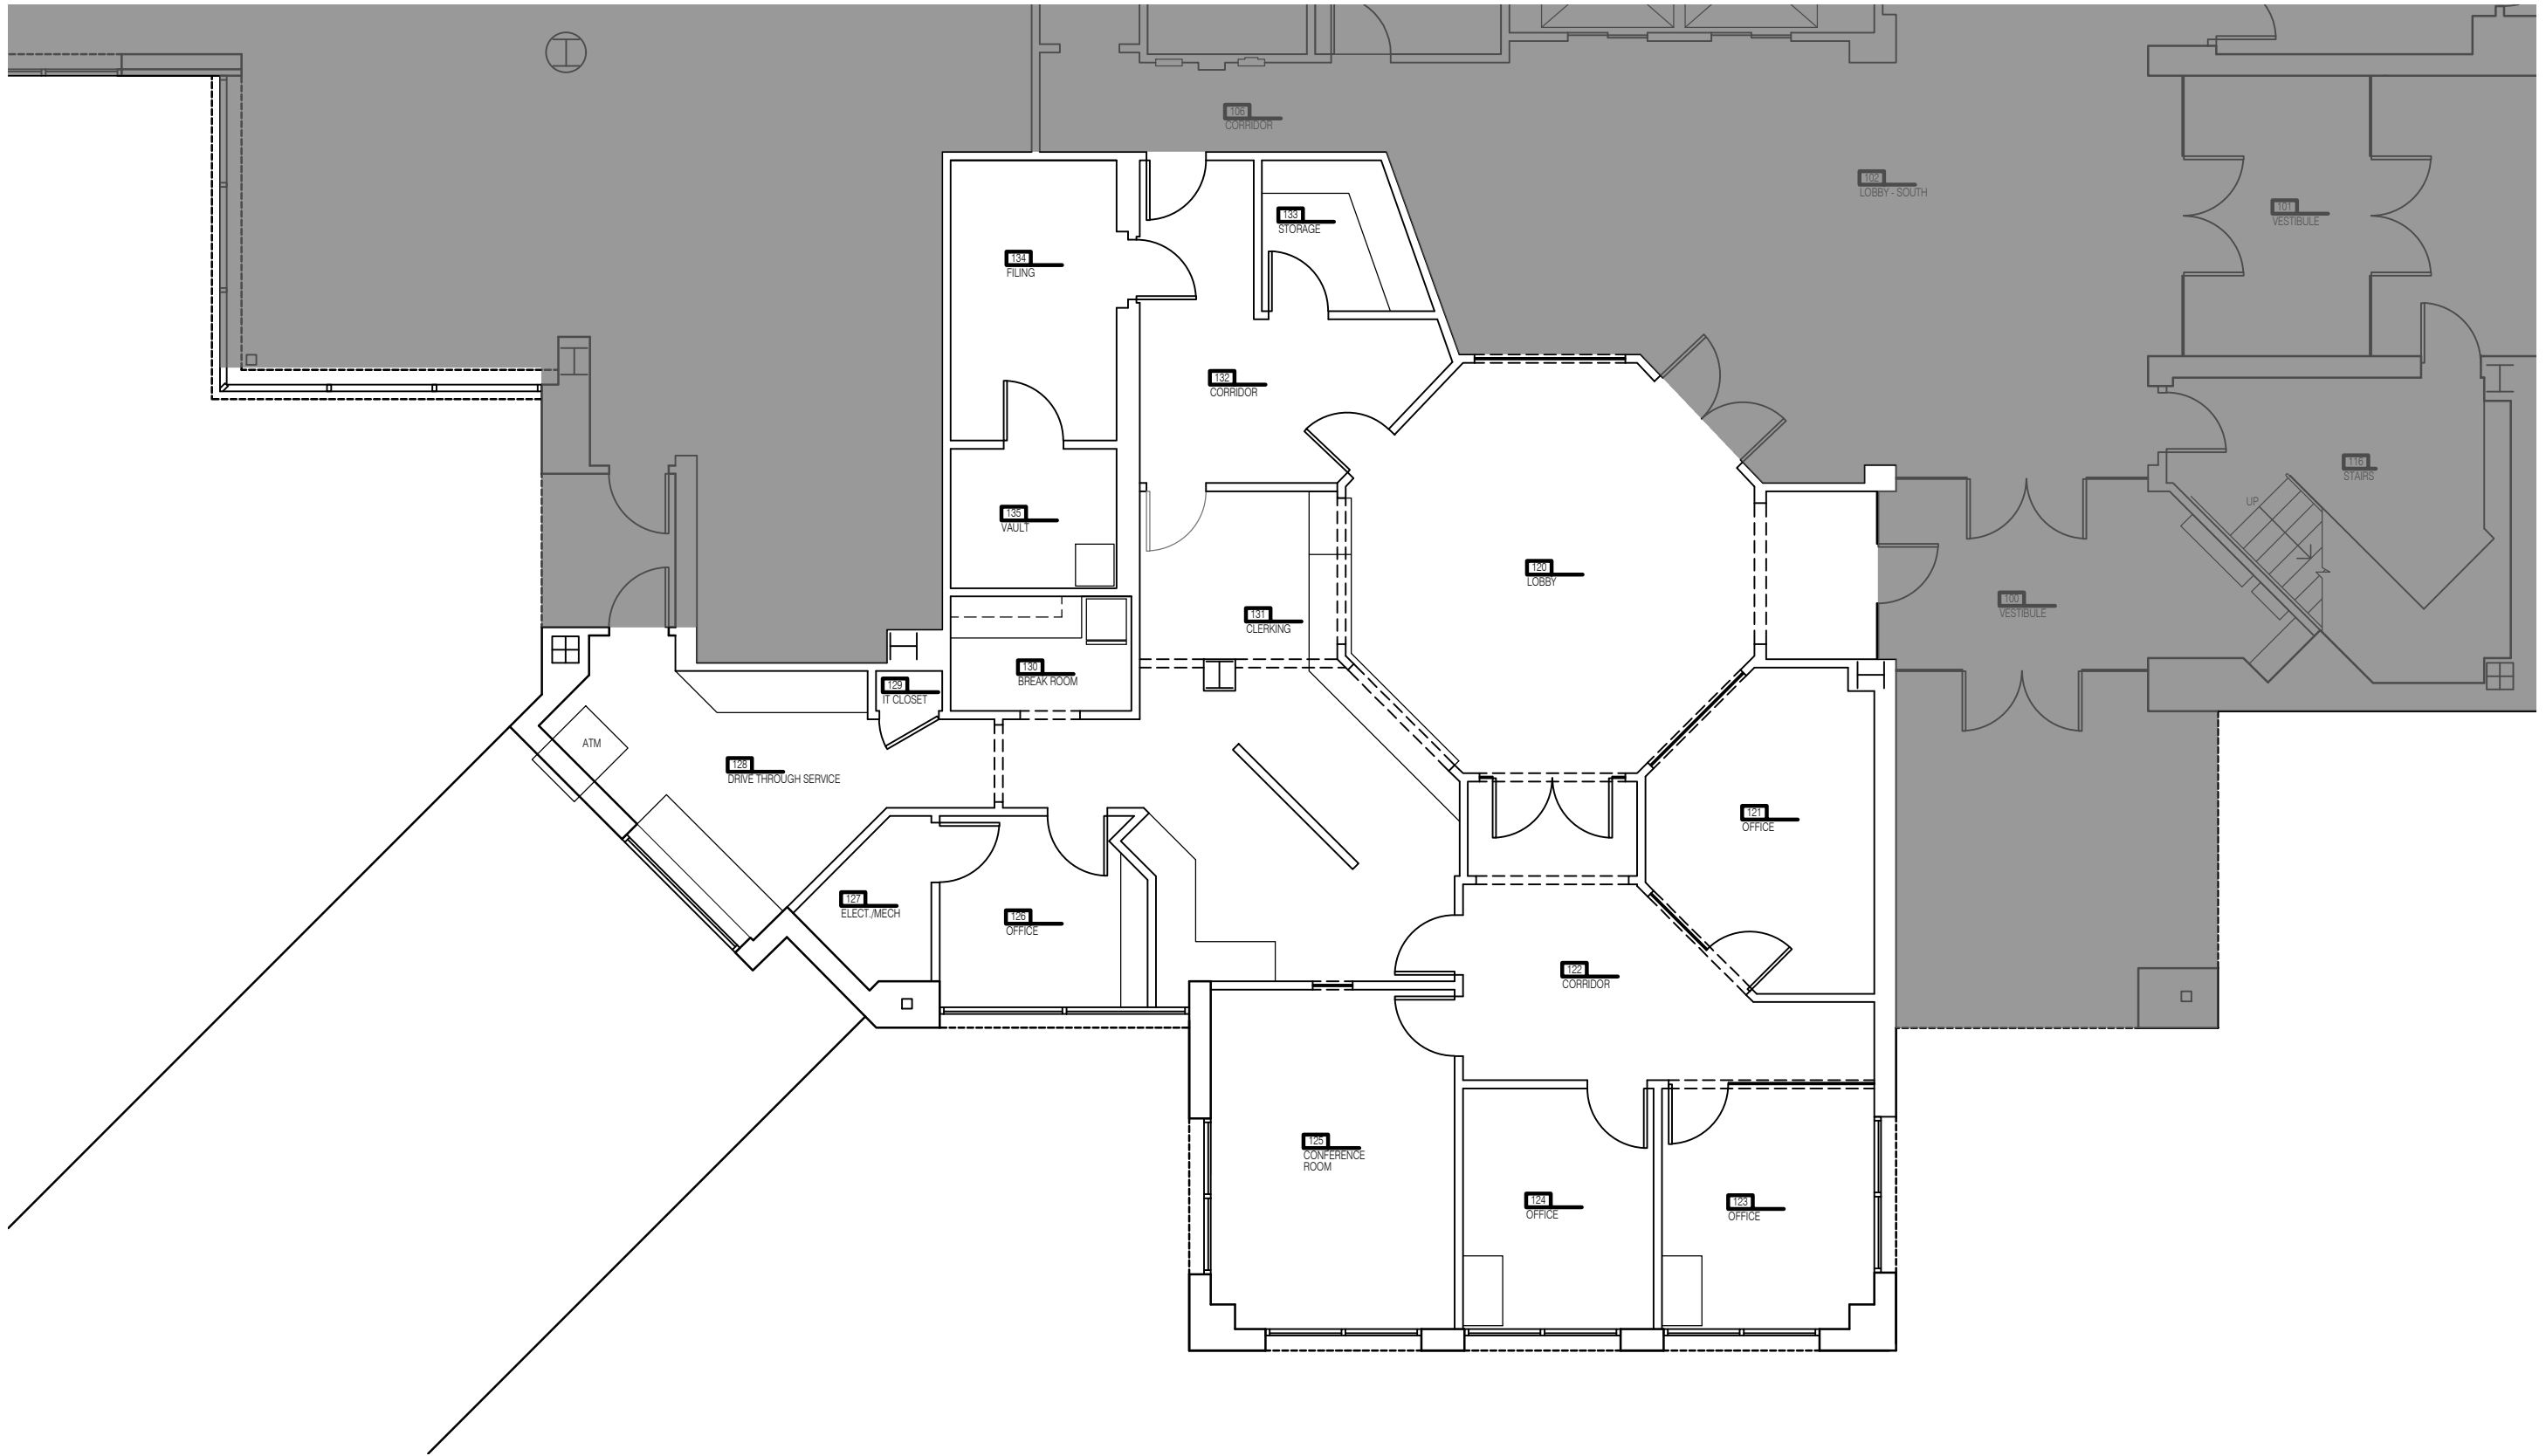 106
CORRIDOR
102
LOBBY - SOUTH
101
VESTIBULE
133
STORAGE
134
FILING
132
CORRIDOR
116
STAIRS
UP
135
VAULT
120
LOBBY
100
VESTIBULE
131
CLERKING
130
BREAK ROOM
129
IT CLOSET
ATM
128
DRIVE THROUGH SERVICE
121
OFFICE
127
ELECT./MECH
126
OFFICE
122
CORRIDOR
125
CONFERENCE
ROOM
124
OFFICE
123
OFFICE